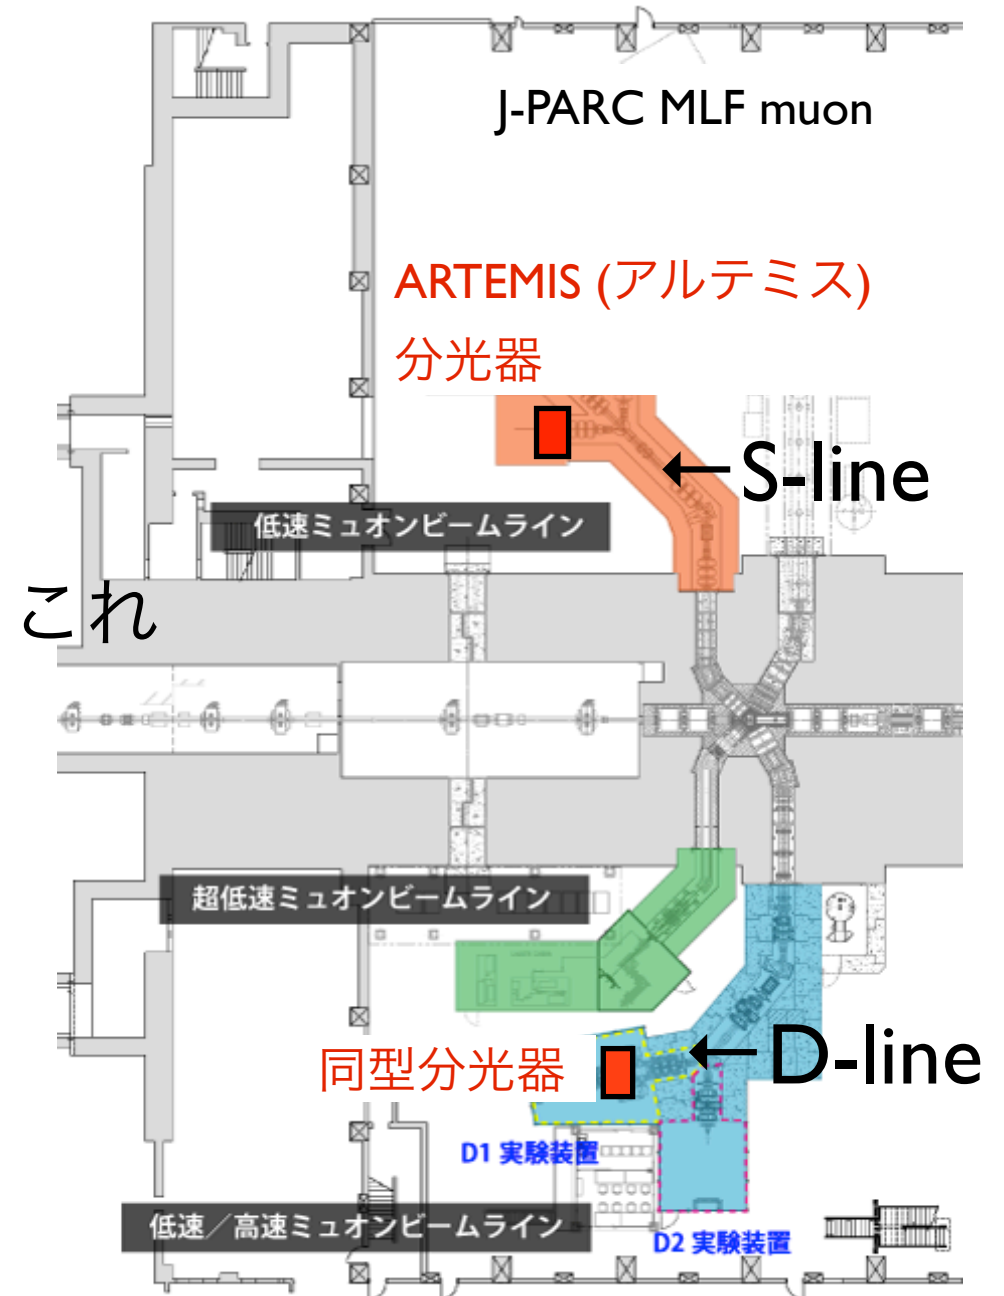 J-PARC MLF muon
ARTEMIS (アルテミス)
分光器
S-line
低速ミュオンビームライン
これ
超低速ミュオンビームライン
同型分光器
D-line
D1 実験装置
低速／高速ミュオンビームライン
D2 実験装置